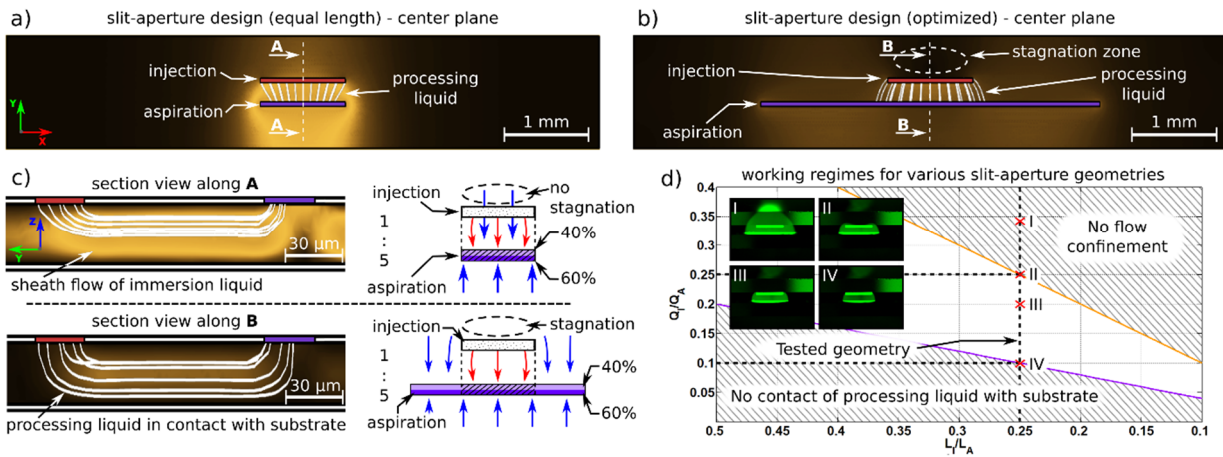 a)
slit-aperture design (equal length) - center plane
A
injection
processing
liquid
aspiration
A
Y
X
1 mm
b)
slit-aperture design (optimized) - center plane
B
stagnation zone
injection
processing
liquid
aspiration
B
1 mm
c)
section view along A
Z
Y
30 µm
sheath flow of immersion liquid
injection
no
stagnation
1
:
5
40%
aspiration
60%
section view along B
30 µm
processing liquid in contact with substrate
injection
stagnation
1
:
5
40%
aspiration
60%
d)
working regimes for various slit-aperture geometries
0.4
0.35
0.3
0.25
0.2
0.15
0.1
0.05
QI/QA
I
II
III
IV
I
II
III
IV
No flow
confinement
Tested geometry
No contact of processing liquid with substrate
0.5
0.45
0.4
0.35
0.3
0.25
0.2
0.15
0.1
LI/LA